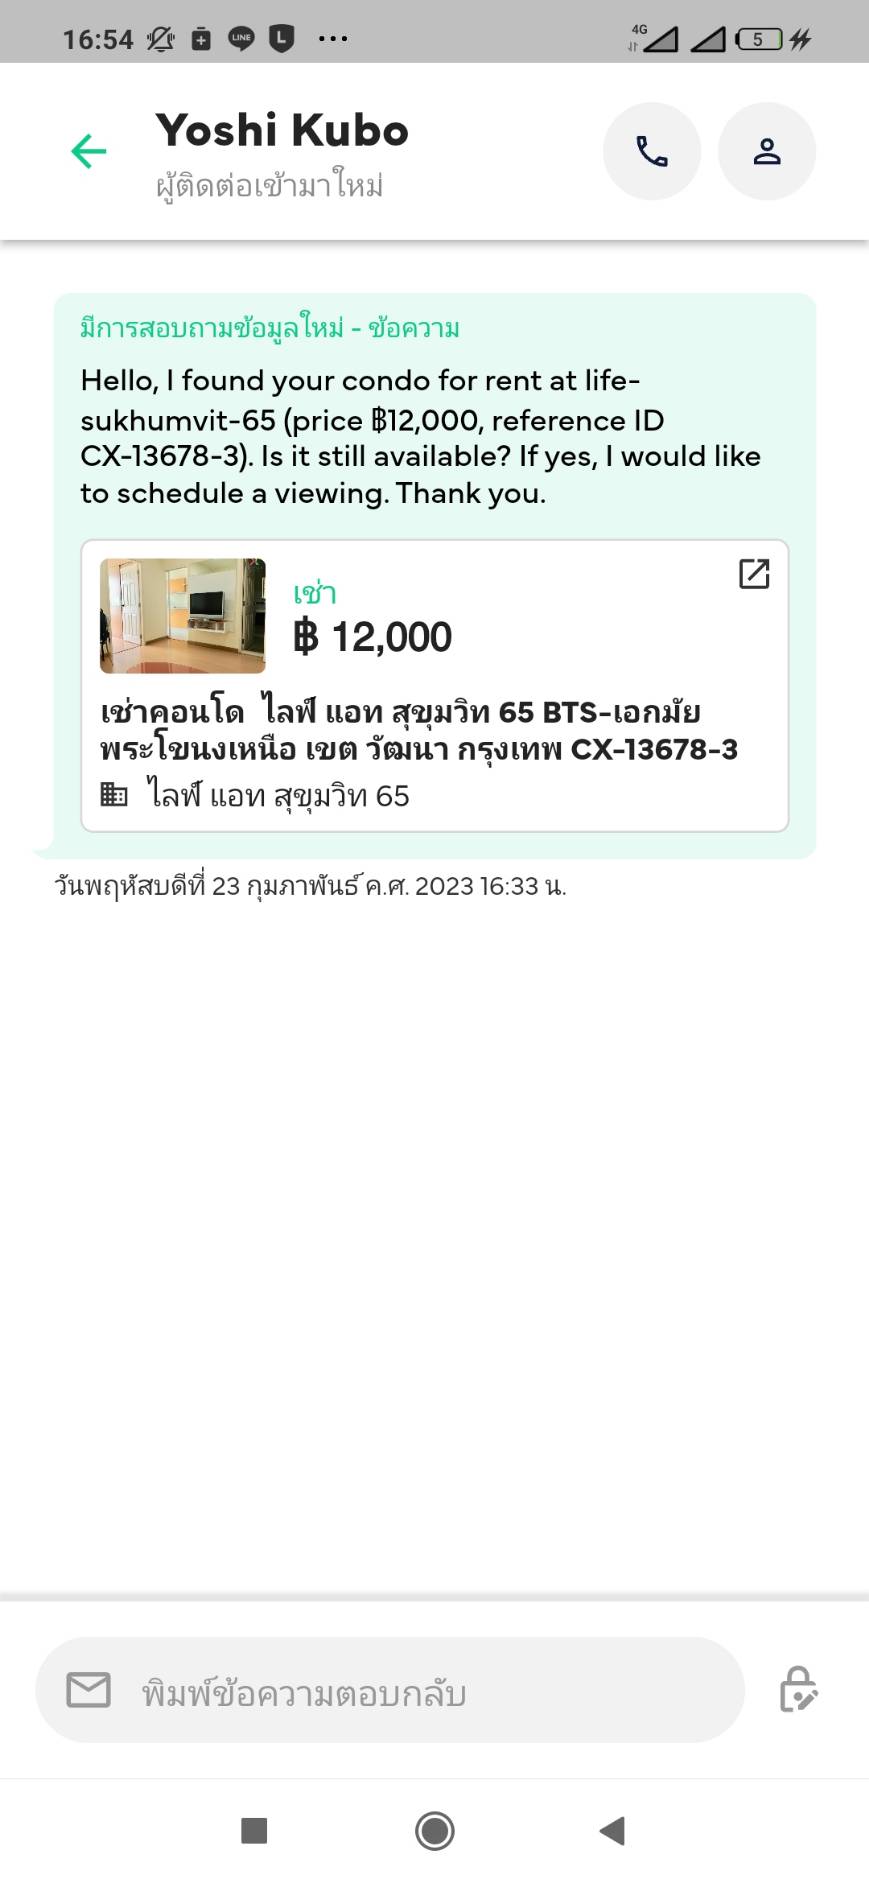 16:54 LINE L ... 4G 5
Yoshi Kubo
ผู้ติดต่อเข้ามาใหม่
มีการสอบถามข้อมูลใหม่ - ข้อความ
Hello, I found your condo for rent at life-
sukhumvit-65 (price ฿12,000, reference ID
CX-13678-3). Is it still available? If yes, I would like
to schedule a viewing. Thank you.
เช่า
฿ 12,000
เช่าคอนโด ไลฟ์ แอท สุขุมวิท 65 BTS-เอกมัย
พระโขนงเหนือ เขต วัฒนา กรุงเทพ CX-13678-3
ไลฟ์ แอท สุขุมวิท 65
วันพฤหัสบดีที่ 23 กุมภาพันธ์ ค.ศ. 2023 16:33 น.
พิมพ์ข้อความตอบกลับ